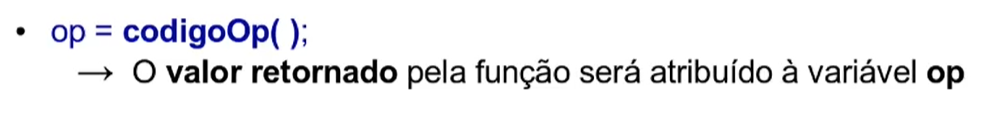 • op = codigoOp( );
→ O valor retornado pela função será atribuído à variável op